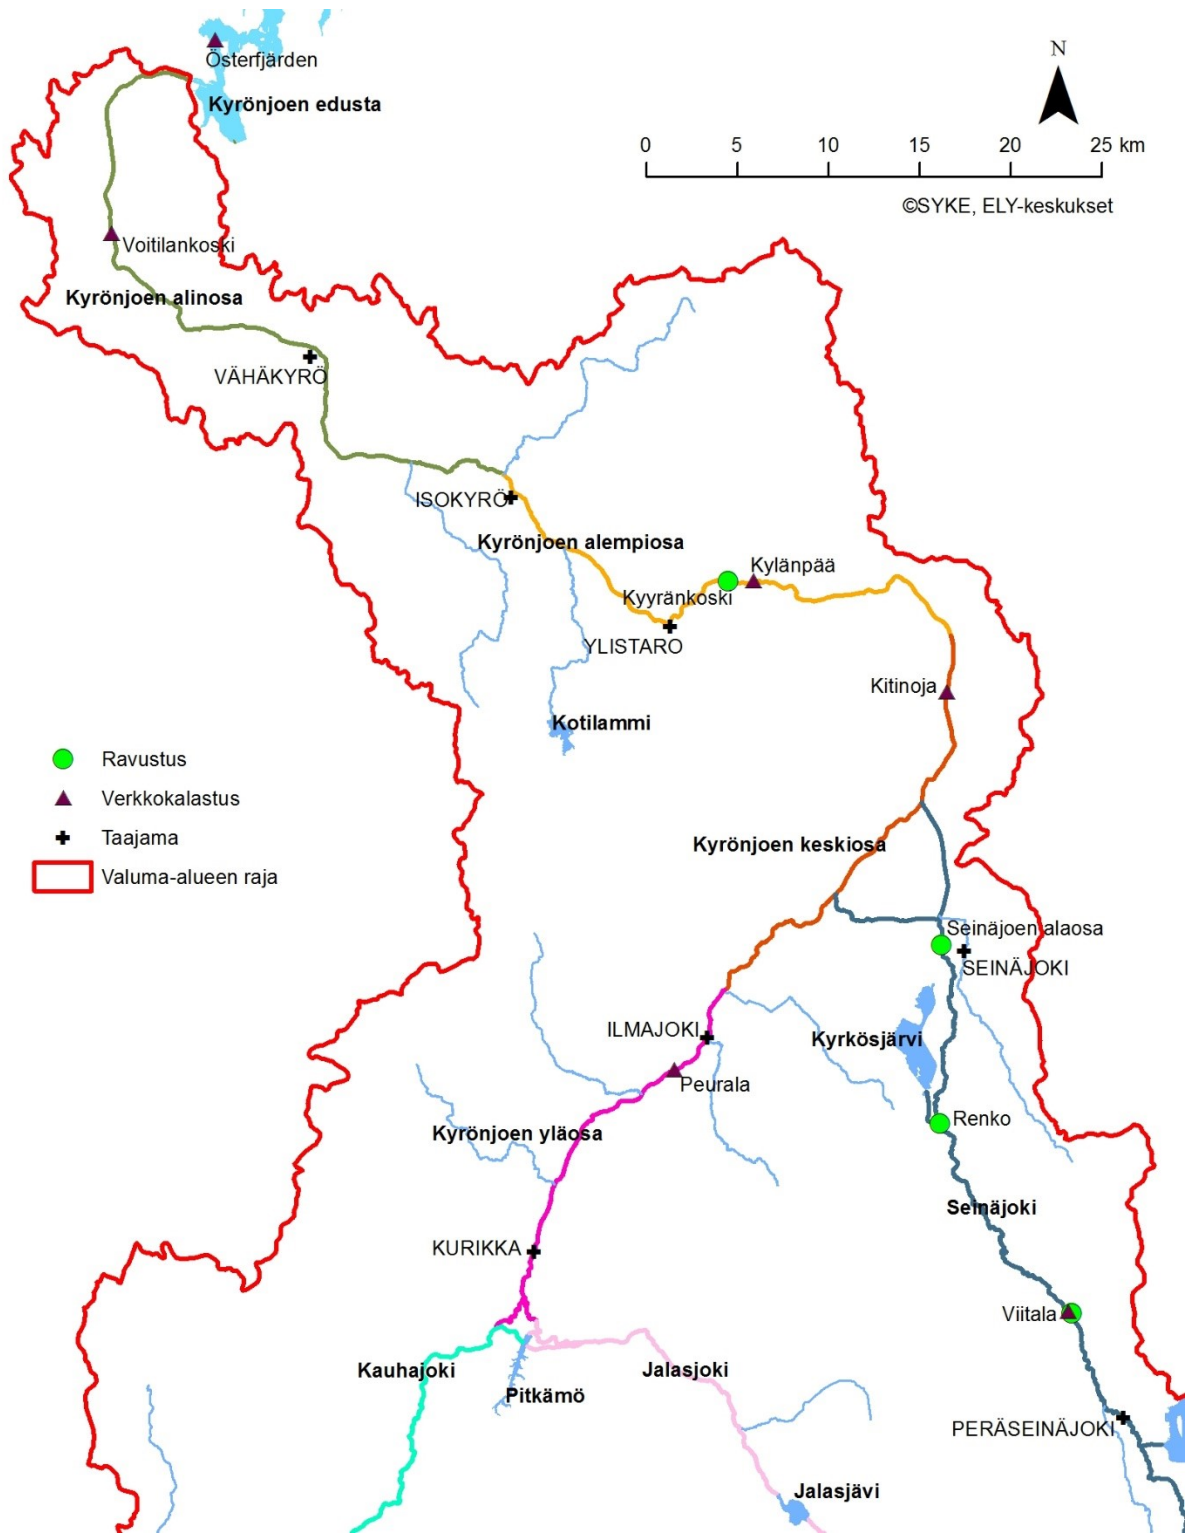 Österfjärden
Kyrönjoen edusta
N
0 5 10 15 20 25 km
©SYKE, ELY-keskukset
Voitilankoski
Kyrönjoen alinosa
VÄHÄKYRÖ
ISOKYRÖ
Kyrönjoen alempiosa
Kylänpää
Kyyränkoski
YLISTARO
Kitinoja
Kotilammi
Ravustus
Verkkokalastus
Taajama
Valuma-alueen raja
Kyrönjoen keskiosa
Seinäjoen alaosa
SEINÄJOKI
ILMAJOKI
Kyrkösjärvi
Peurala
Renko
Kyrönjoen yläosa
Seinäjoki
KURIKKA
Viitala
Kauhajoki
Pitkämö
Jalasjoki
PERÄSEINÄJOKI
Jalasjävi